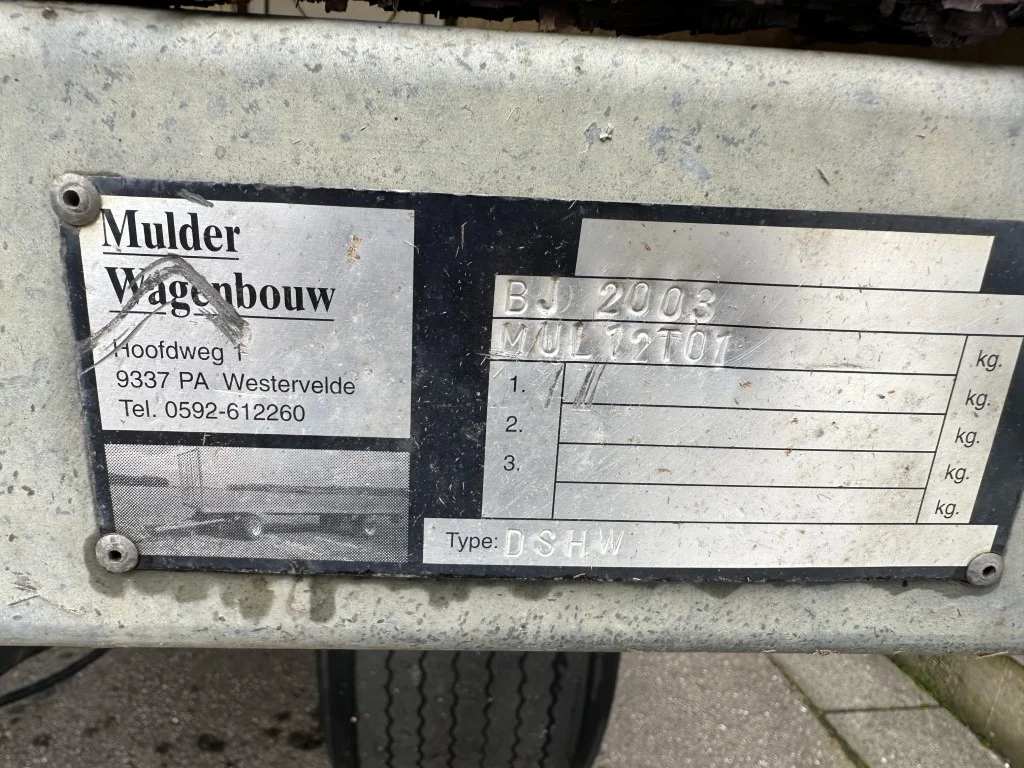 Mulder
Wagenbouw
Hoofdweg 1
9337 PA Westervelde
Tel. 0592-612260
BJ 2003
MUL12T01
kg.
1.
kg.
2.
kg.
3.
kg.
kg.
Type: DSHW